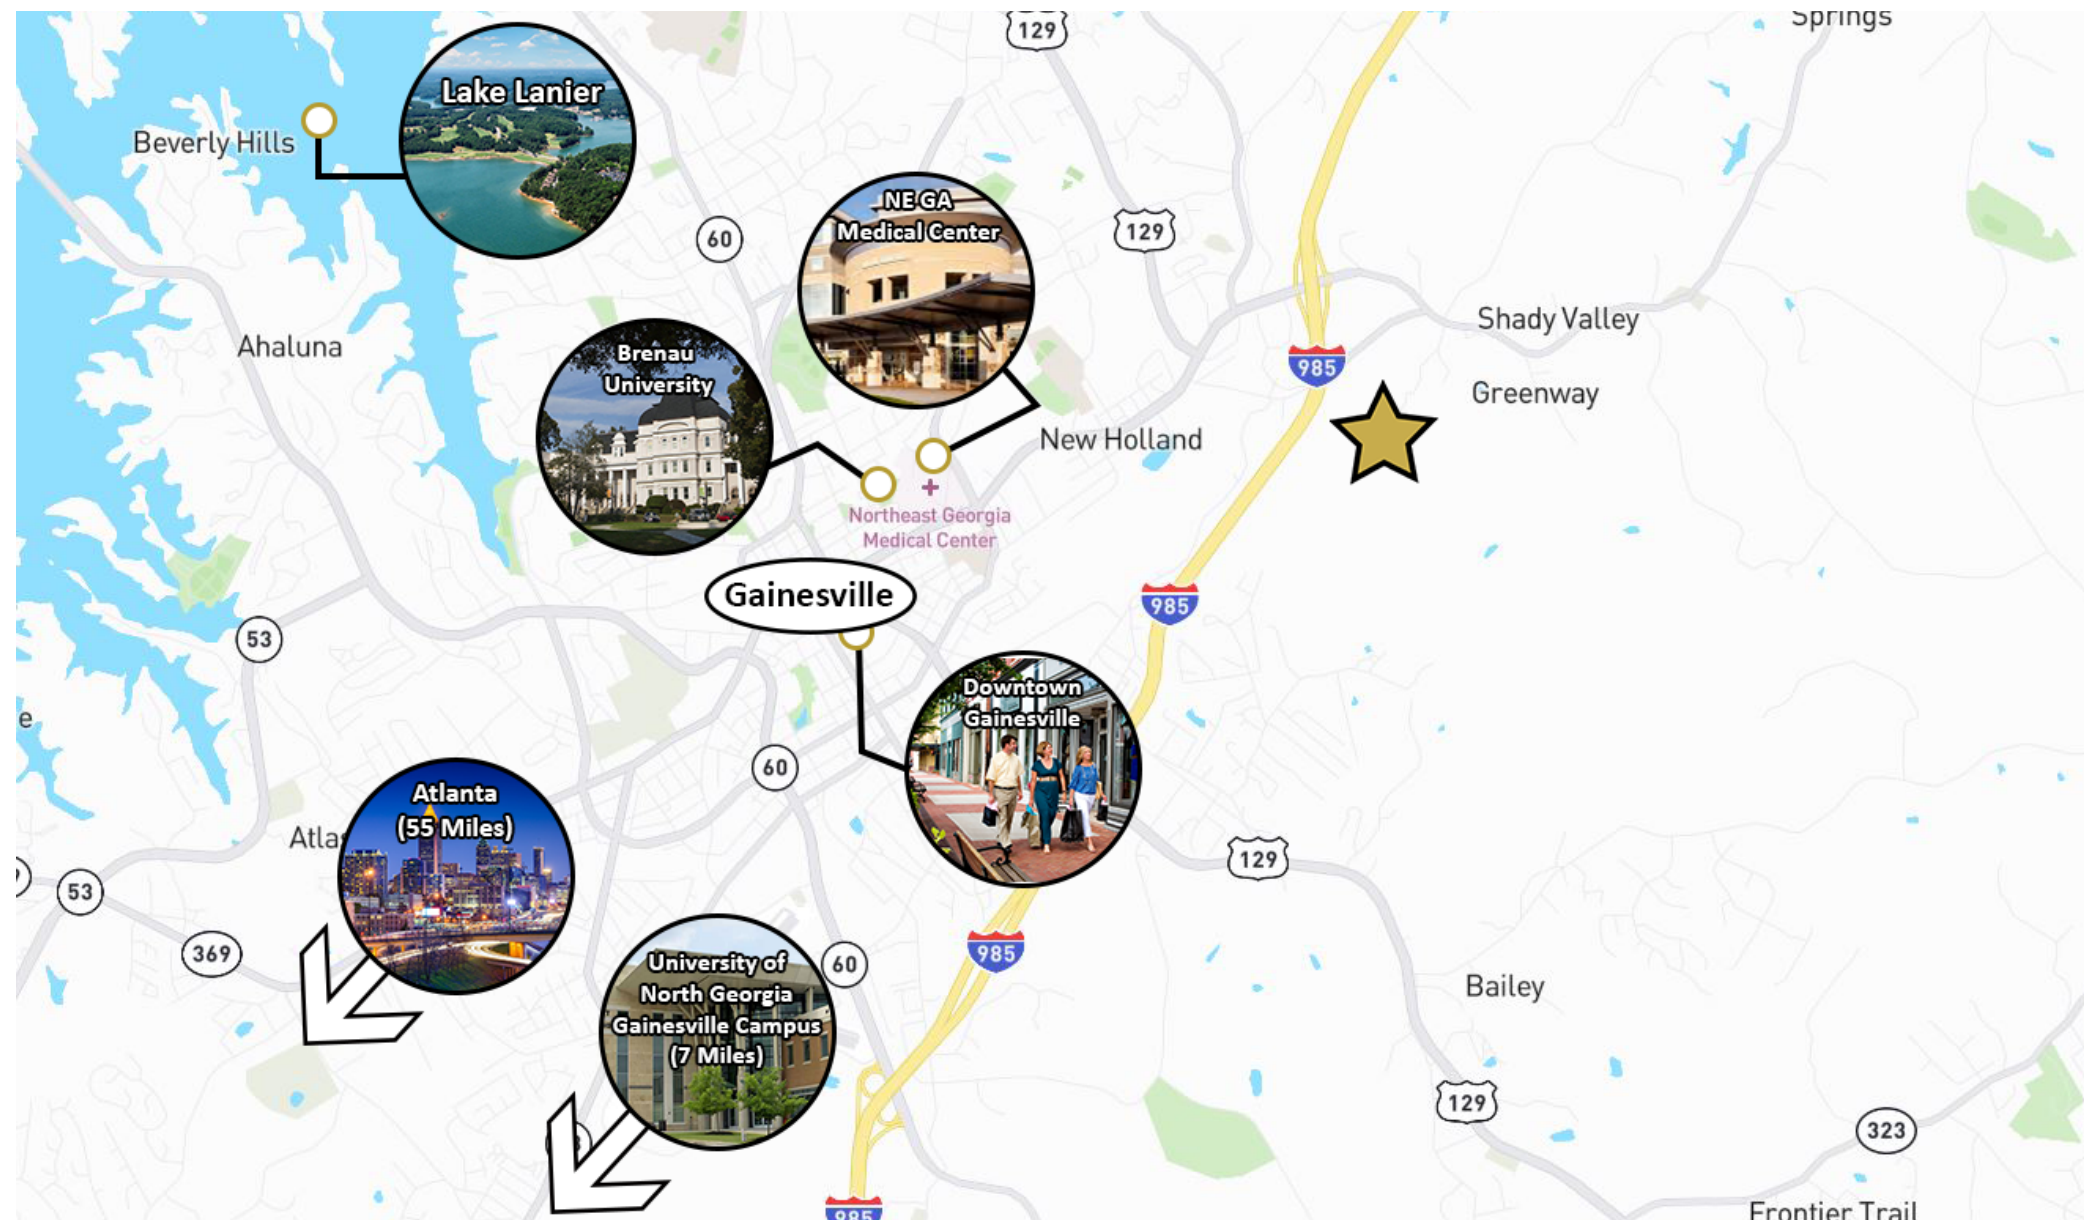 129
Springs
Lake Lanier
Beverly Hills
NE GA
Medical Center
60
129
Shady Valley
Ahaluna
Brenau
University
985
Greenway
New Holland
Northeast Georgia
Medical Center
Gainesville
985
53
Downtown
Gainesville
e
60
Atlanta
(55 Miles)
Atlas
129
53
369
985
University of
North Georgia
Gainesville Campus
(7 Miles)
60
Bailey
129
323
985
Frontier Trail